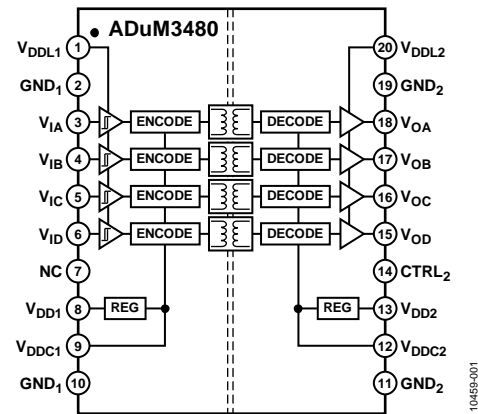 ADuM3480
VDDL1 1 20 VDDL2
GND1 2 19 GND2
VIA 3 ENCODE DECODE 18 VOA
VIB 4 ENCODE DECODE 17 VOB
VIC 5 ENCODE DECODE 16 VOC
VID 6 ENCODE DECODE 15 VOD
NC 7 14 CTRL2
VDD1 8 REG REG 13 VDD2
VDDC1 9 12 VDDC2
GND1 10 11 GND2
10459-001